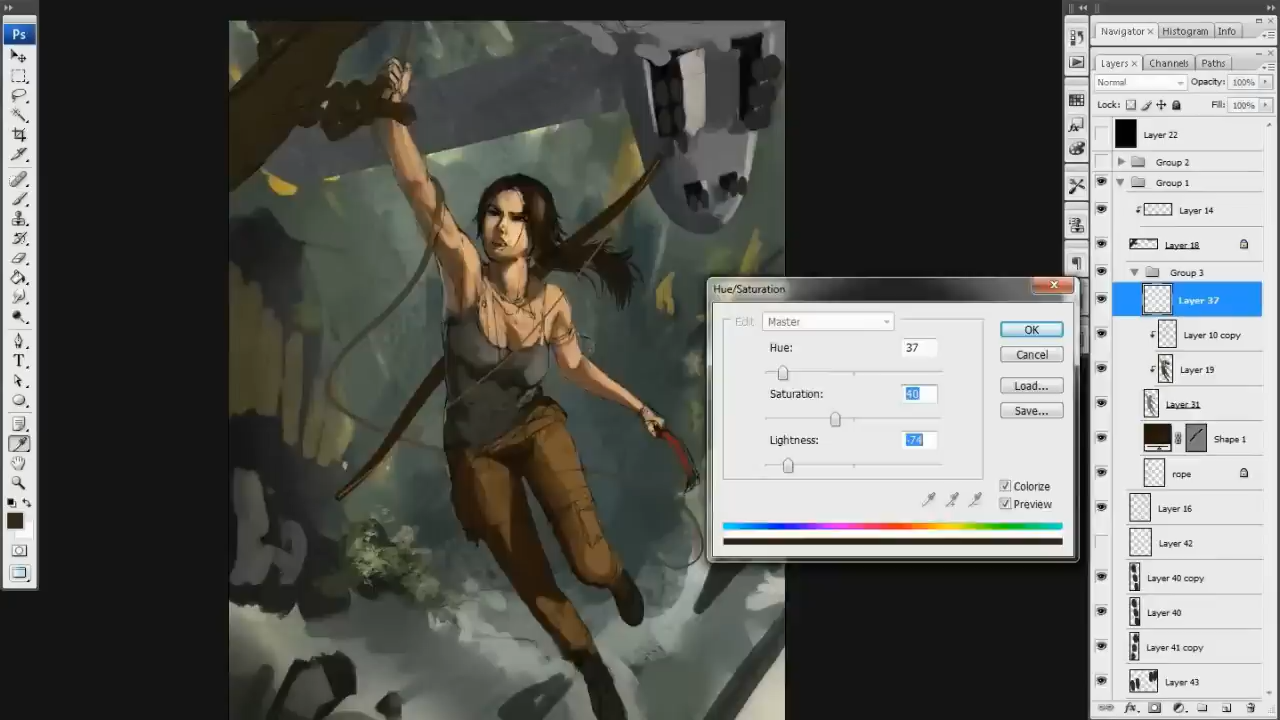 Ps
Navigator × Histogram Info
Layers × Channels Paths
Normal Opacity: 100%
Lock: Fill: 100%
Layer 22
Group 2
Group 1
Layer 14
Layer 18
Group 3
Layer 37
Layer 10 copy
Layer 19
Layer 31
Shape 1
rope
Layer 16
Layer 42
Layer 40 copy
Layer 40
Layer 41 copy
Layer 43
Hue/Saturation
Edit Master
Hue: 37
Saturation: 40
Lightness: -74
OK
Cancel
Load...
Save...
Colorize
Preview
T